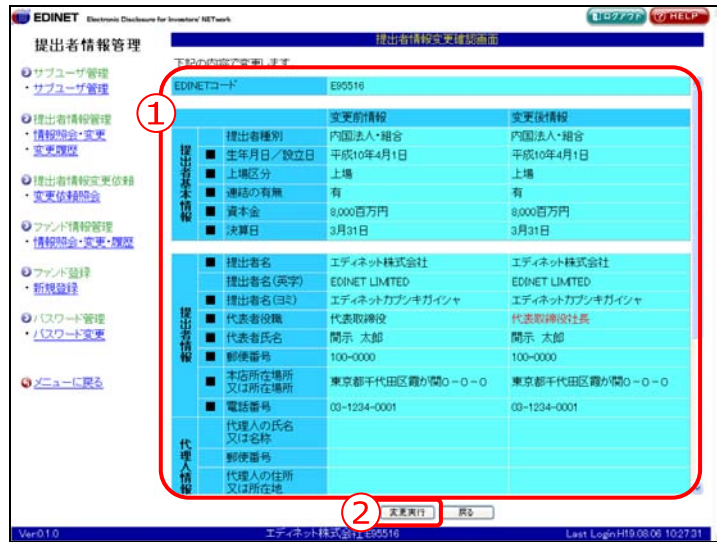 EDINET Electronic Disclosure for Investors' NETwork
ログアウト ? HELP
提出者情報管理
提出者情報変更確認画面
サブユーザ管理
・サブユーザ管理
提出者情報管理
・情報照会・変更
・変更履歴
提出者情報変更依頼
・変更依頼照会
ファンド情報管理
・情報照会・変更・履歴
ファンド登録
・新規登録
パスワード管理
・パスワード変更
メニューに戻る
下記の内容で変更します
①
EDINETコード E95516
変更前情報 変更後情報
提出者基本情報
提出者種別 内国法人・組合 内国法人・組合
■ 生年月日/設立日 平成10年4月1日 平成10年4月1日
■ 上場区分 上場 上場
■ 連結の有無 有 有
■ 資本金 8,000百万円 8,000百万円
■ 決算日 3月31日 3月31日
提出者情報
■ 提出者名 エディネット株式会社 エディネット株式会社
提出者名(英字) EDINET LIMITED EDINET LIMITED
■ 提出者名(ヨミ) エディネットカブシキガイシャ エディネットカブシキガイシャ
■ 代表者役職 代表取締役 代表取締役社長
■ 代表者氏名 開示 太郎 開示 太郎
■ 郵便番号 100-0000 100-0000
■ 本店所在場所
又は所在場所 東京都千代田区霞が関0-0-0 東京都千代田区霞が関0-0-0
■ 電話番号 03-1234-0001 03-1234-0001
代理人情報
代理人の氏名
又は名称
郵便番号
代理人の住所
又は所在地
② 変更実行 戻る
Ver0.1.0 エディネット株式会社 E95516 Last Login:H19.08.06 10:27:31